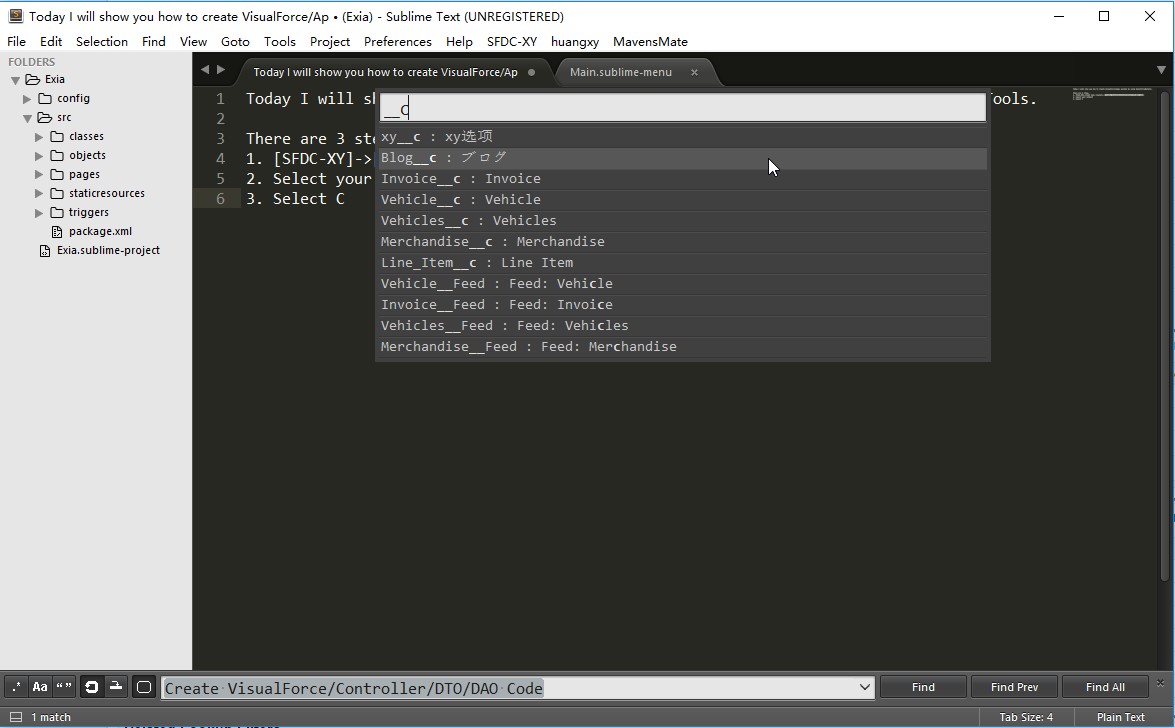 Today I will show you how to create VisualForce/Ap • (Exia) - Sublime Text (UNREGISTERED)
File Edit Selection Find View Goto Tools Project Preferences Help SFDC-XY huangxy MavensMate
FOLDERS
Exia
config
src
classes
objects
pages
staticresources
triggers
package.xml
Exia.sublime-project
Today I will show you how to create VisualForce/Ap
Main.sublime-menu
__c
1 Today I will sh ools.
2
3 There are 3 ste
4 1. [SFDC-XY]->
5 2. Select your
6 3. Select C
xy__c : xy选项
Blog__c : ブログ
Invoice__c : Invoice
Vehicle__c : Vehicle
Vehicles__c : Vehicles
Merchandise__c : Merchandise
Line_Item__c : Line Item
Vehicle__Feed : Feed: Vehicle
Invoice__Feed : Feed: Invoice
Vehicles__Feed : Feed: Vehicles
Merchandise__Feed : Feed: Merchandise
.* Aa “” Create VisualForce/Controller/DTO/DAO Code Find Find Prev Find All
1 match Tab Size: 4 Plain Text